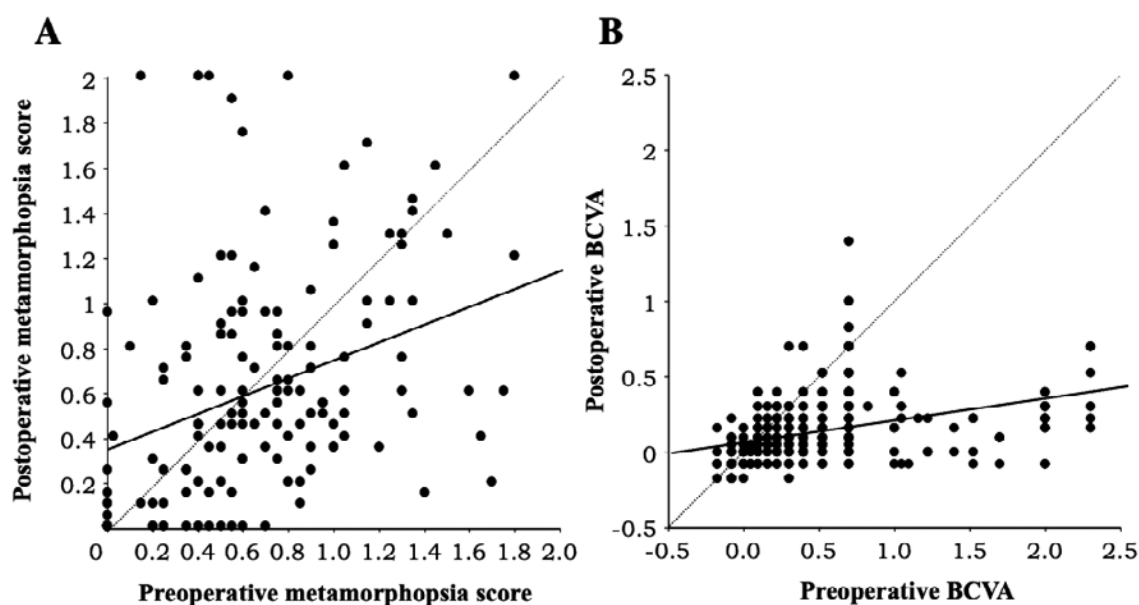 A
B
2
1.8
1.6
1.4
1.2
1
0.8
0.6
0.4
0.2
Postoperative metamorphopsia score
0 0.2 0.4 0.6 0.8 1.0 1.2 1.4 1.6 1.8 2.0
Preoperative metamorphopsia score
2.5
2
1.5
1
0.5
0
-0.5
Postoperative BCVA
-0.5 0.0 0.5 1.0 1.5 2.0 2.5
Preoperative BCVA